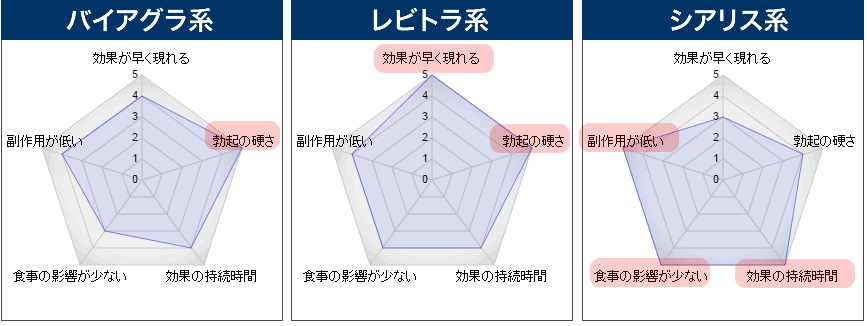 バイアグラ系
効果が早く現れる
5
4
3
2
1
0
副作用が低い
勃起の硬さ
食事の影響が少ない
効果の持続時間
レビトラ系
効果が早く現れる
5
4
3
2
1
0
副作用が低い
勃起の硬さ
食事の影響が少ない
効果の持続時間
シアリス系
効果が早く現れる
5
4
3
2
1
0
副作用が低い
勃起の硬さ
食事の影響が少ない
効果の持続時間